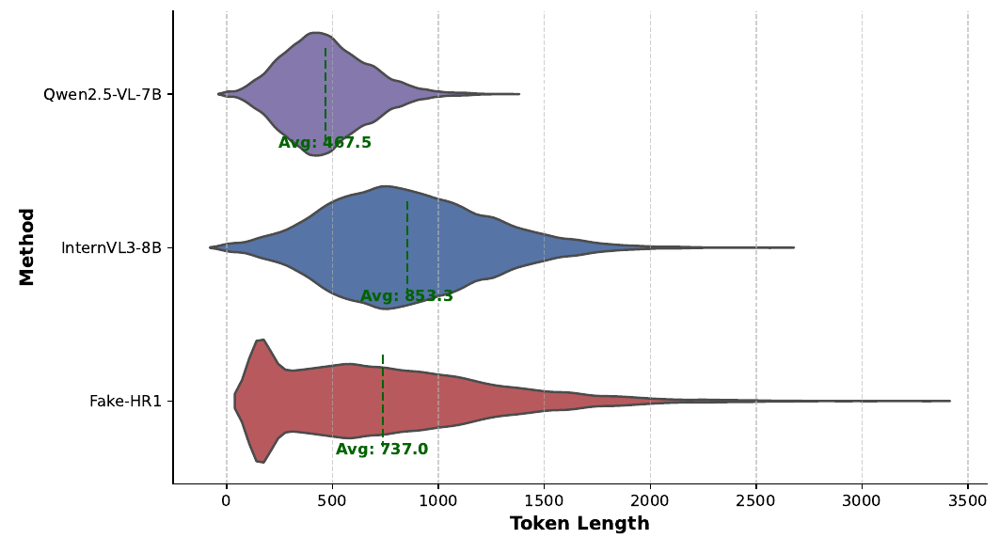 Method
Qwen2.5-VL-7B
Avg: 467.5
InternVL3-8B
Avg: 853.3
Fake-HR1
Avg: 737.0
0 500 1000 1500 2000 2500 3000 3500
Token Length